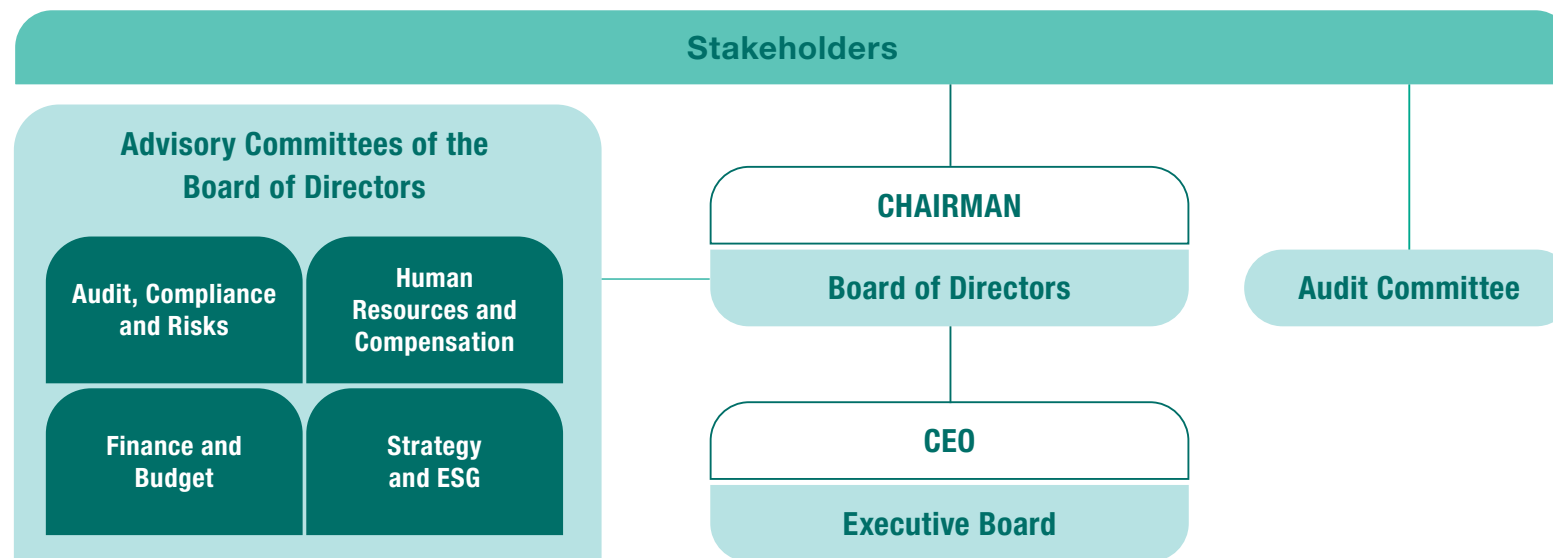 Stakeholders
Advisory Committees of the
Board of Directors
Audit, Compliance
and Risks
Human
Resources and
Compensation
Finance and
Budget
Strategy
and ESG
CHAIRMAN
Board of Directors
CEO
Executive Board
Audit Committee